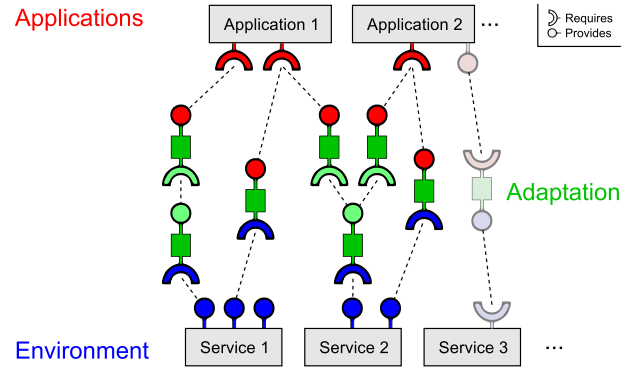 Applications
Application 1
Application 2
...
Requires
Provides
Adaptation
Environment
Service 1
Service 2
Service 3
...